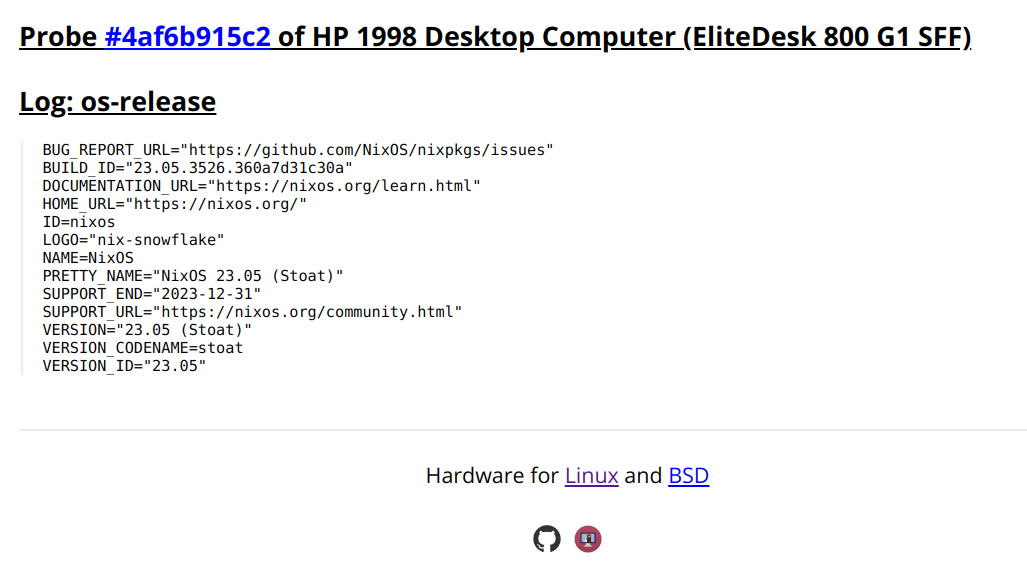 Probe #4af6b915c2 of HP 1998 Desktop Computer (EliteDesk 800 G1 SFF)
Log: os-release
BUG_REPORT_URL="https://github.com/NixOS/nixpkgs/issues"
BUILD_ID="23.05.3526.360a7d31c30a"
DOCUMENTATION_URL="https://nixos.org/learn.html"
HOME_URL="https://nixos.org/"
ID=nixos
LOGO="nix-snowflake"
NAME=NixOS
PRETTY_NAME="NixOS 23.05 (Stoat)"
SUPPORT_END="2023-12-31"
SUPPORT_URL="https://nixos.org/community.html"
VERSION="23.05 (Stoat)"
VERSION_CODENAME=stoat
VERSION_ID="23.05"
Hardware for Linux and BSD